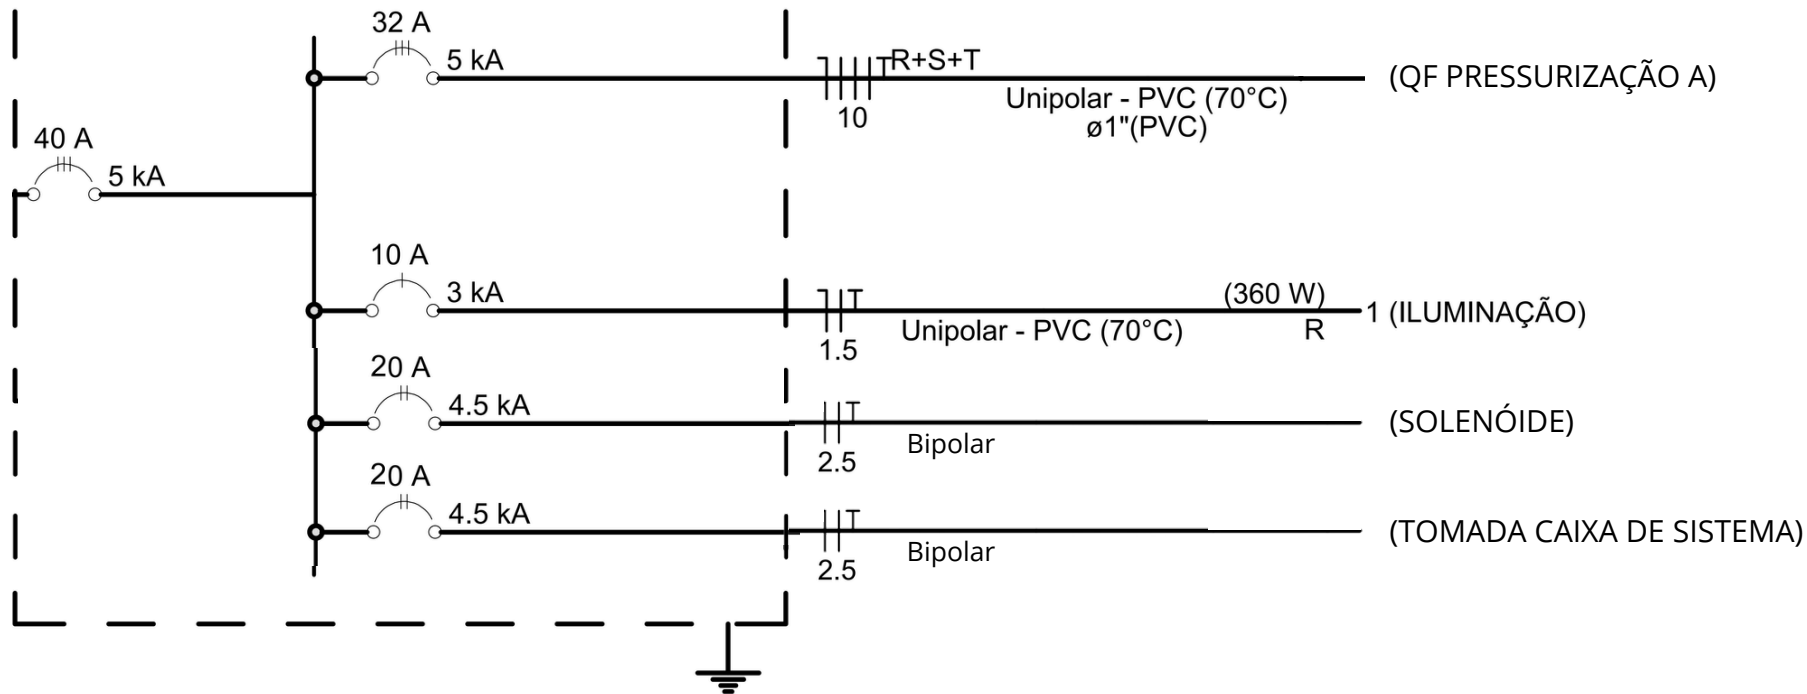 32 A
5 kA
R+S+T
(QF PRESSURIZAÇÃO A)
Unipolar - PVC (70°C)
10
ø1"(PVC)
40 A
5 kA
10 A
3 kA
T
(360 W)
1 (ILUMINAÇÃO)
Unipolar - PVC (70°C)
R
1.5
20 A
4.5 kA
T
(SOLENÓIDE)
Bipolar
2.5
20 A
4.5 kA
T
(TOMADA CAIXA DE SISTEMA)
Bipolar
2.5